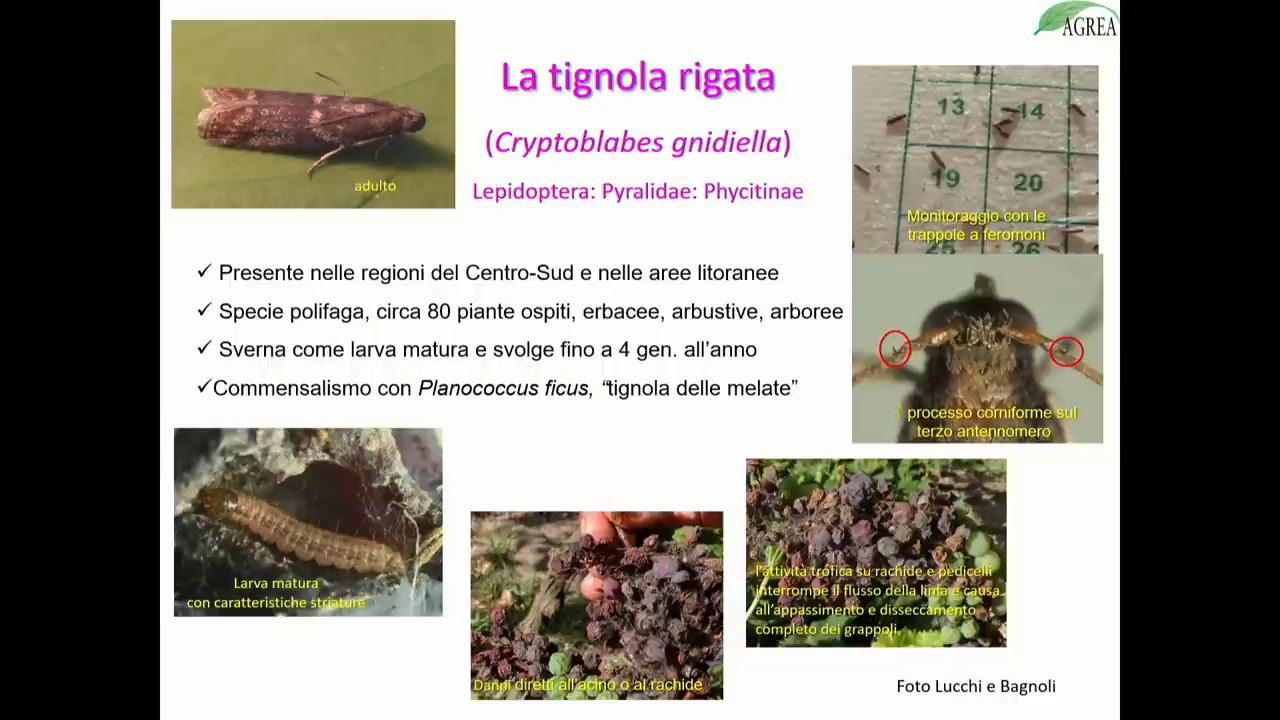 AGREA
La tignola rigata
(Cryptoblabes gnidiella)
Lepidoptera: Pyralidae: Phycitinae
adulto
13 14
19 20
25 26
Monitoraggio con le
trappole a feromoni
✓ Presente nelle regioni del Centro-Sud e nelle aree litoranee
✓ Specie polifaga, circa 80 piante ospiti, erbacee, arbustive, arboree
✓ Sverna come larva matura e svolge fino a 4 gen. all’anno
✓Commensalismo con Planococcus ficus, “tignola delle melate”
processo corniforme sul
terzo antennomero
Larva matura
con caratteristiche striature
Danni diretti all’acino o al rachide
l’attività trofica su rachide e pedicelli
interrompe il flusso della linfa e causa
all’appassimento e disseccamento
completo dei grappoli
Foto Lucchi e Bagnoli